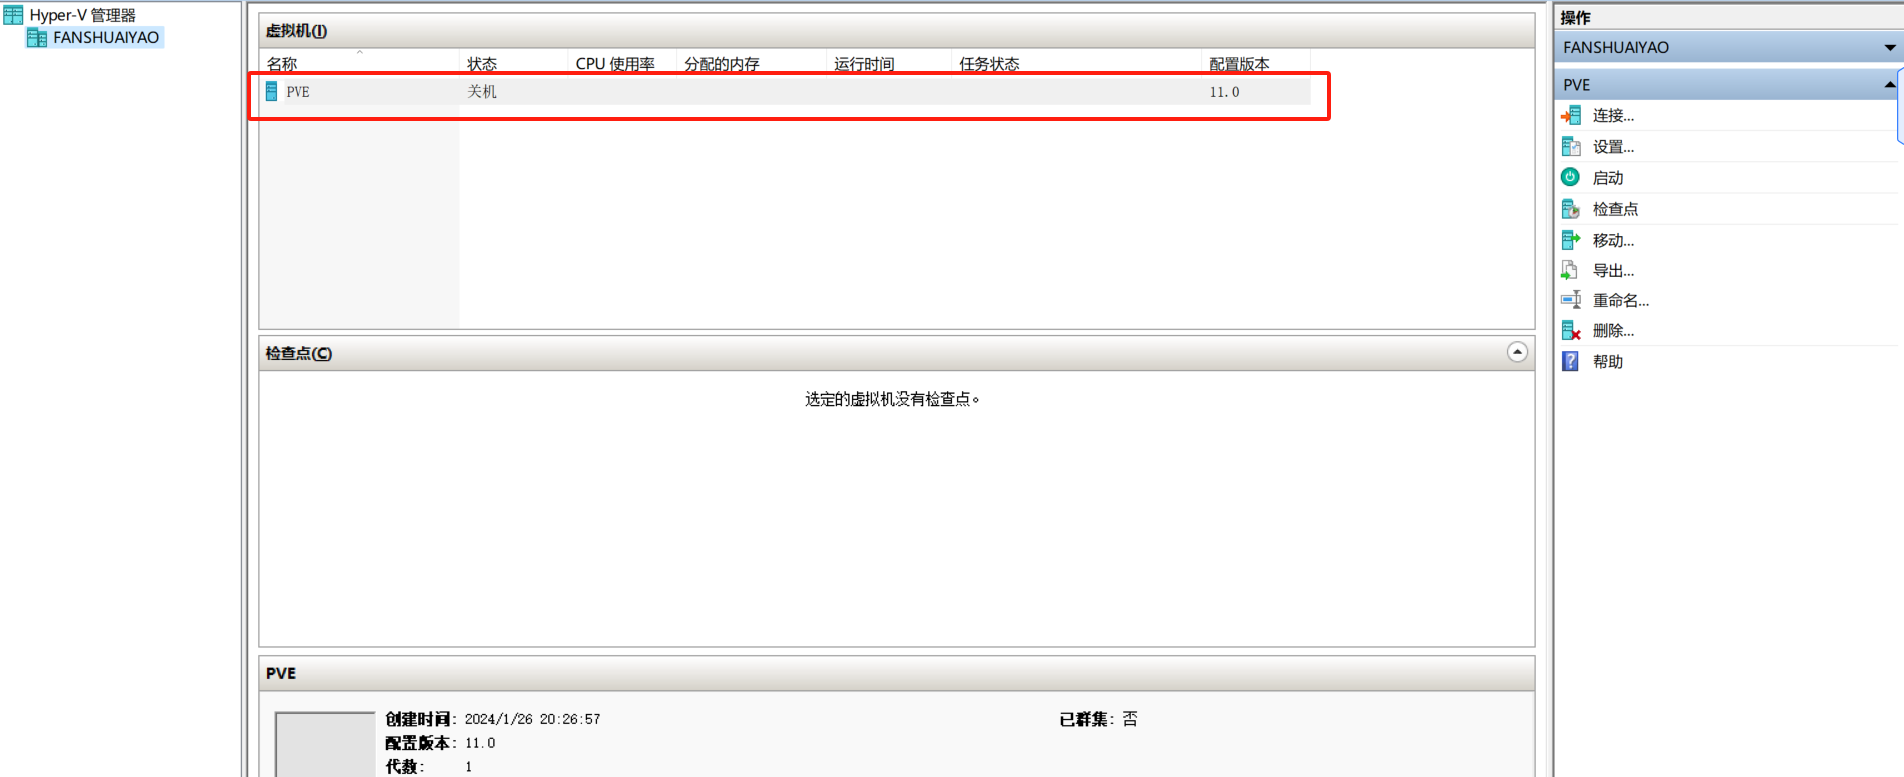 Hyper-V 管理器
FANSHUAIYAO
虚拟机(I)
名称 状态 CPU 使用率 分配的内存 运行时间 任务状态 配置版本
PVE 关机 11.0
检查点(C)
选定的虚拟机没有检查点。
PVE
创建时间: 2024/1/26 20:26:57 已群集: 否
配置版本: 11.0
代数: 1
操作
FANSHUAIYAO
PVE
连接...
设置...
启动
检查点
移动...
导出...
重命名...
删除...
帮助